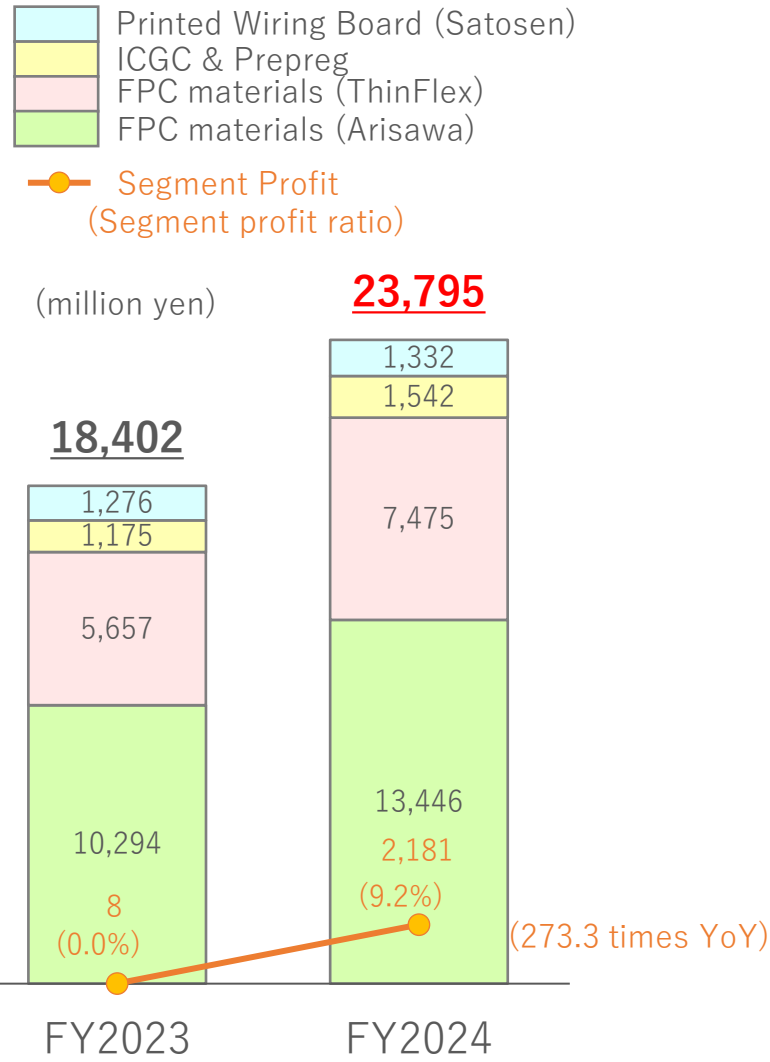 Printed Wiring Board (Satosen)
ICGC & Prepreg
FPC materials (ThinFlex)
FPC materials (Arisawa)
Segment Profit
(Segment profit ratio)
(million yen)
23,795
1,332
1,542
7,475
13,446
2,181
(9.2%)
18,402
1,276
1,175
5,657
10,294
8
(0.0%)
(273.3 times YoY)
FY2023
FY2024